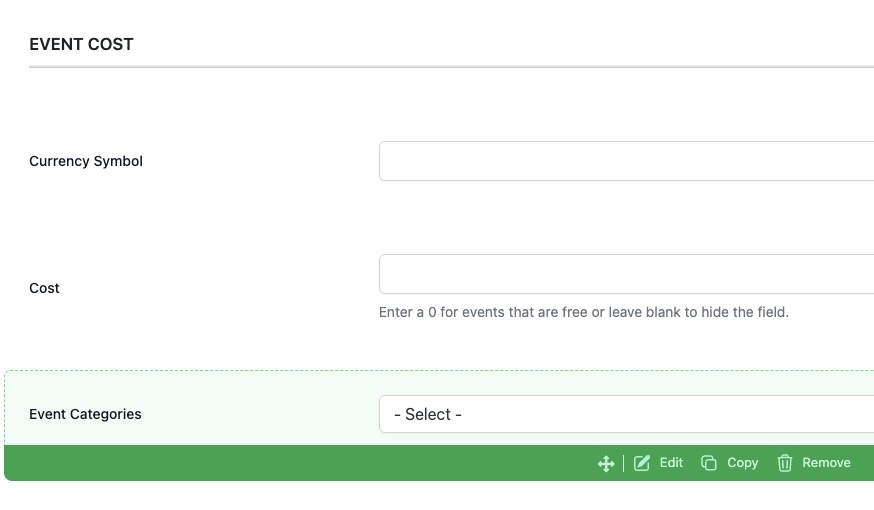 EVENT COST
Currency Symbol
Cost
Enter a 0 for events that are free or leave blank to hide the field.
Event Categories
- Select -
Edit Copy Remove